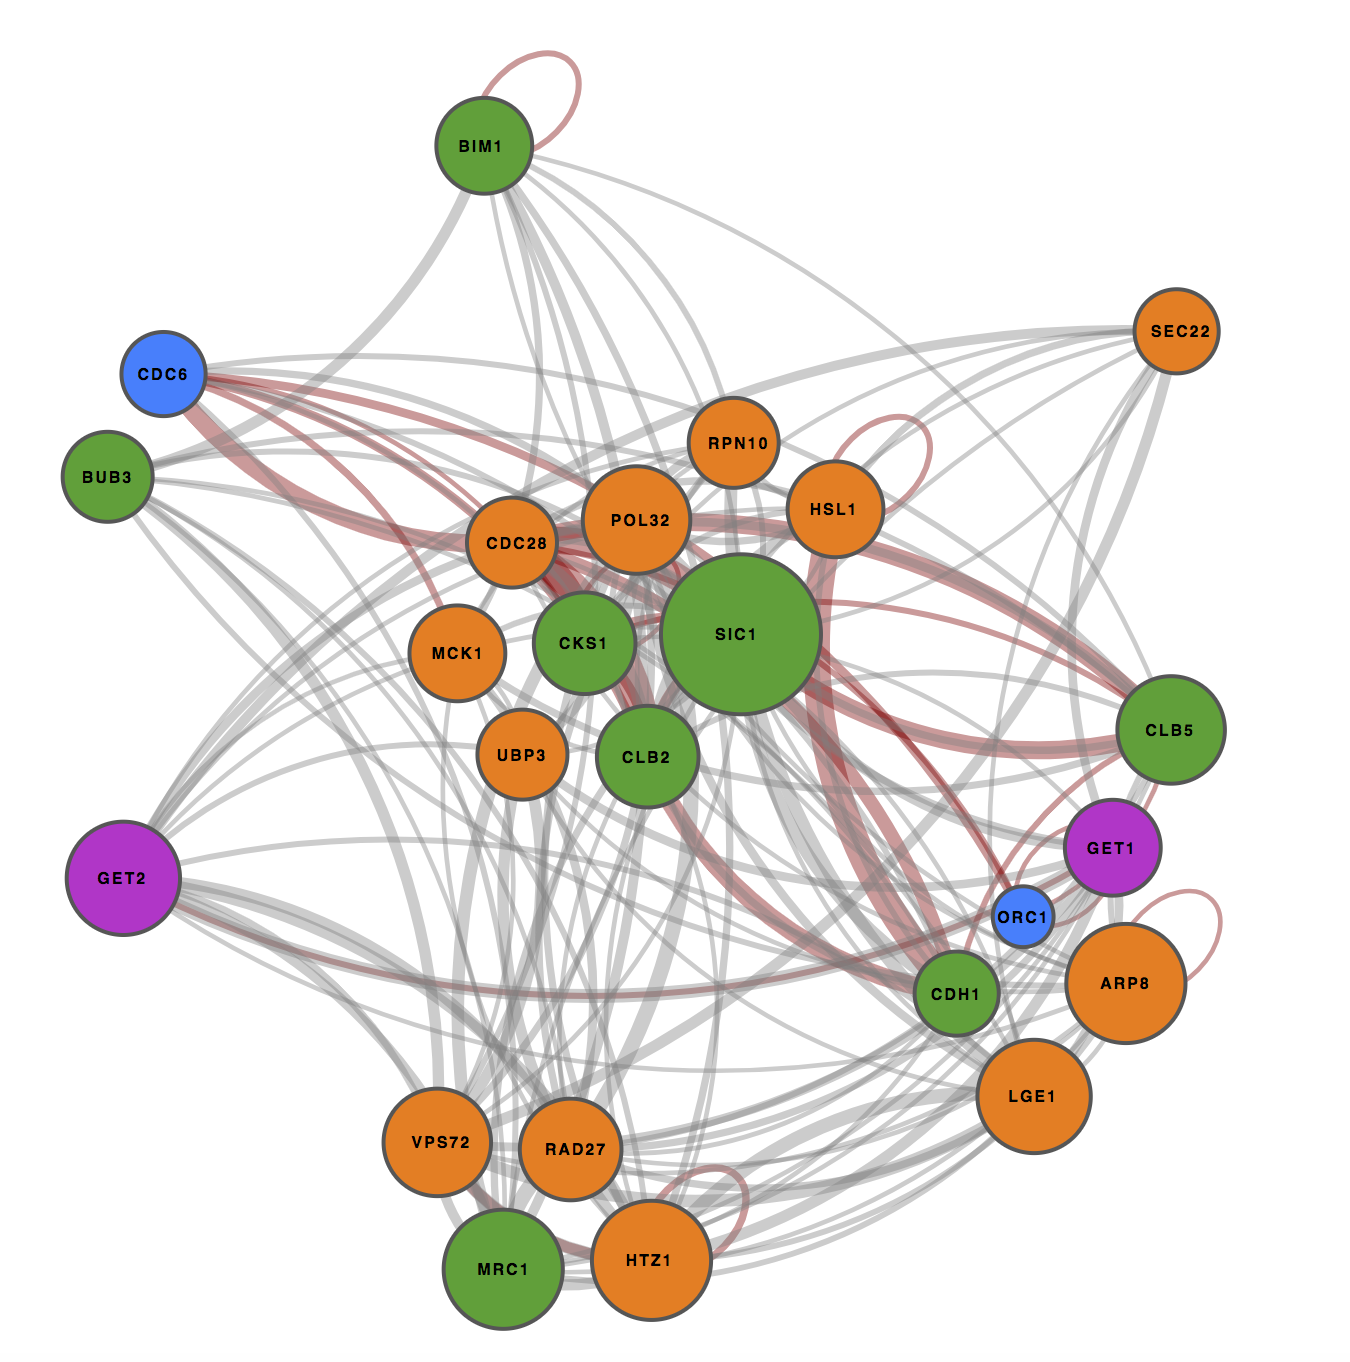 BIM1
SEC22
CDC6
RPN10
BUB3
HSL1
POL32
CDC28
SIC1
CKS1
MCK1
CLB5
UBP3
CLB2
GET1
GET2
ORC1
ARP8
CDH1
LGE1
VPS72
RAD27
HTZ1
MRC1